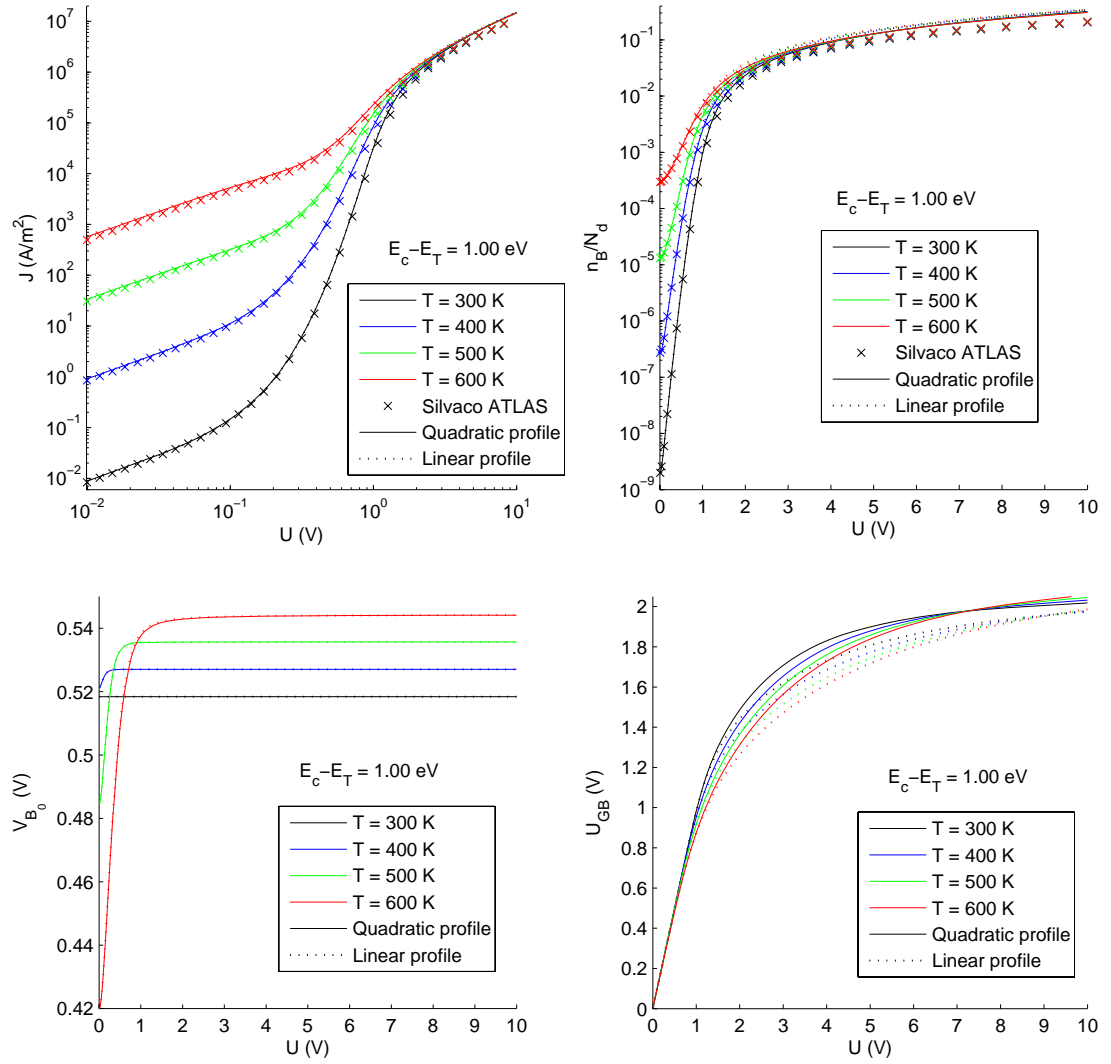 10^7
10^6
10^5
10^4
10^3
10^2
10^1
10^0
10^-1
10^-2
J (A/m^2)
E_c–E_T = 1.00 eV
T = 300 K
T = 400 K
T = 500 K
T = 600 K
Silvaco ATLAS
Quadratic profile
Linear profile
10^-2 10^-1 10^0 10^1
U (V)
10^-1
10^-2
10^-3
10^-4
10^-5
10^-6
10^-7
10^-8
10^-9
n_B/N_d
E_c–E_T = 1.00 eV
T = 300 K
T = 400 K
T = 500 K
T = 600 K
Silvaco ATLAS
Quadratic profile
Linear profile
0 1 2 3 4 5 6 7 8 9 10
U (V)
0.54
0.52
0.5
0.48
0.46
0.44
0.42
V_B_0 (V)
E_c–E_T = 1.00 eV
T = 300 K
T = 400 K
T = 500 K
T = 600 K
Quadratic profile
Linear profile
0 1 2 3 4 5 6 7 8 9 10
U (V)
2
1.8
1.6
1.4
1.2
1
0.8
0.6
0.4
0.2
0
U_GB (V)
E_c–E_T = 1.00 eV
T = 300 K
T = 400 K
T = 500 K
T = 600 K
Quadratic profile
Linear profile
0 1 2 3 4 5 6 7 8 9 10
U (V)